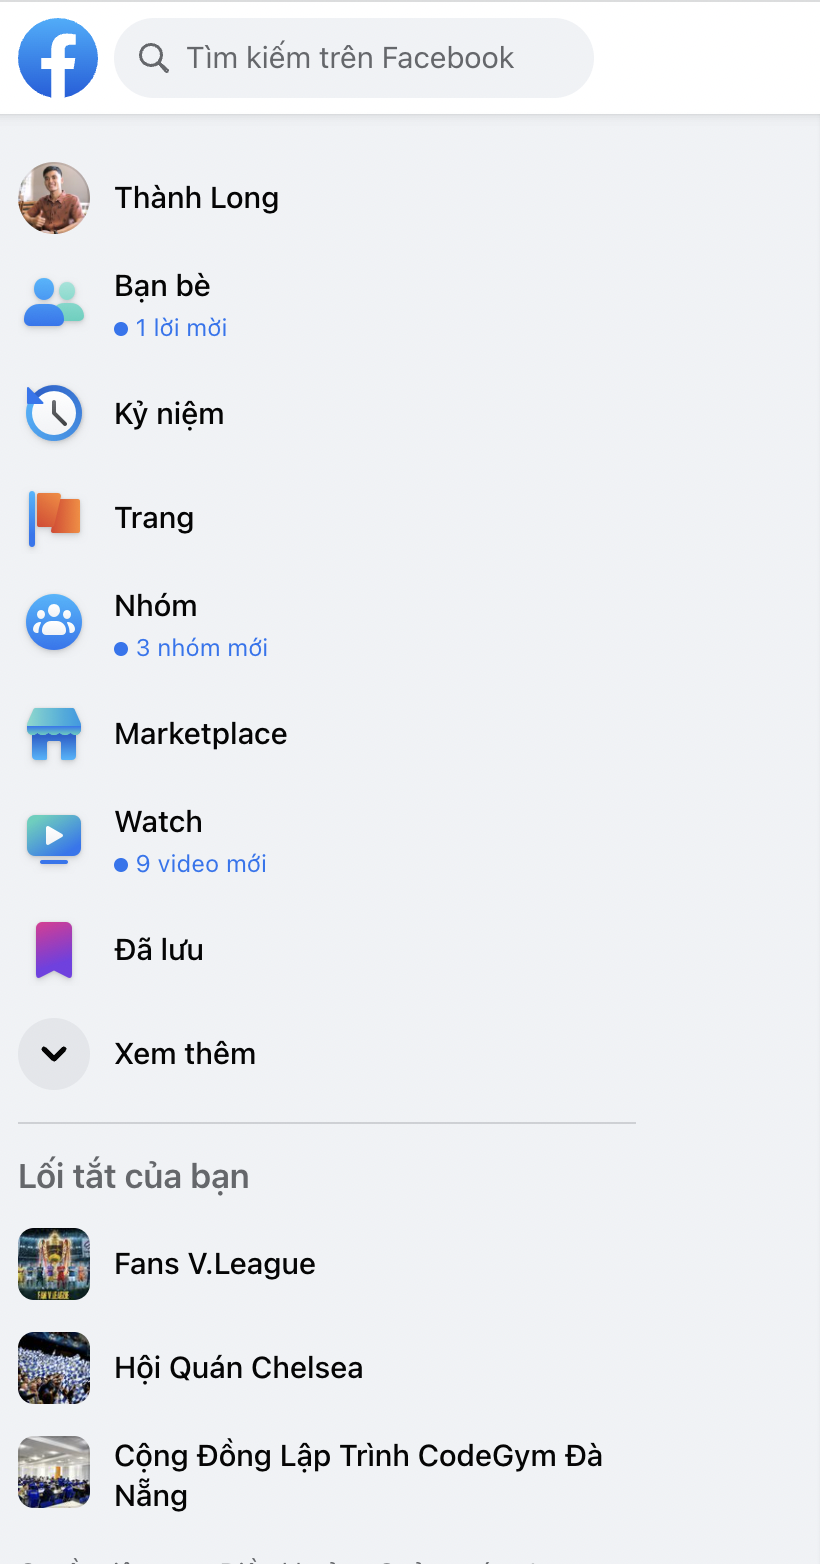 Tìm kiếm trên Facebook
Thành Long
Bạn bè
1 lời mời
Kỷ niệm
Trang
Nhóm
3 nhóm mới
Marketplace
Watch
9 video mới
Đã lưu
Xem thêm
Lối tắt của bạn
Fans V.League
FAN V.LEAGUE
Hội Quán Chelsea
Cộng Đồng Lập Trình CodeGym Đà
Nẵng